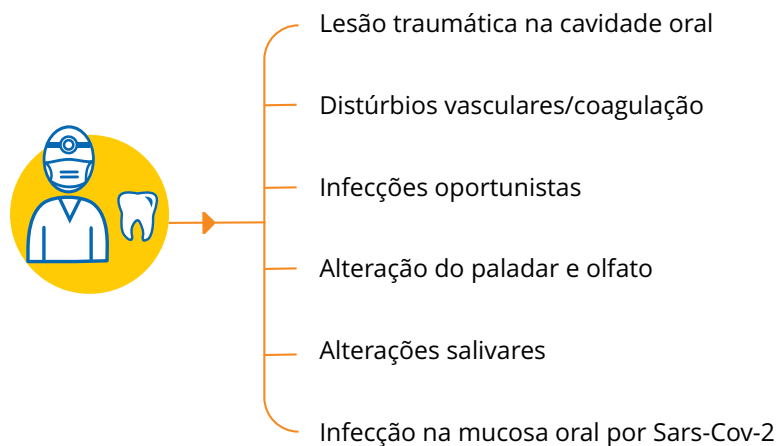 Lesão traumática na cavidade oral
Distúrbios vasculares/coagulação
Infecções oportunistas
Alteração do paladar e olfato
Alterações salivares
Infecção na mucosa oral por Sars-Cov-2